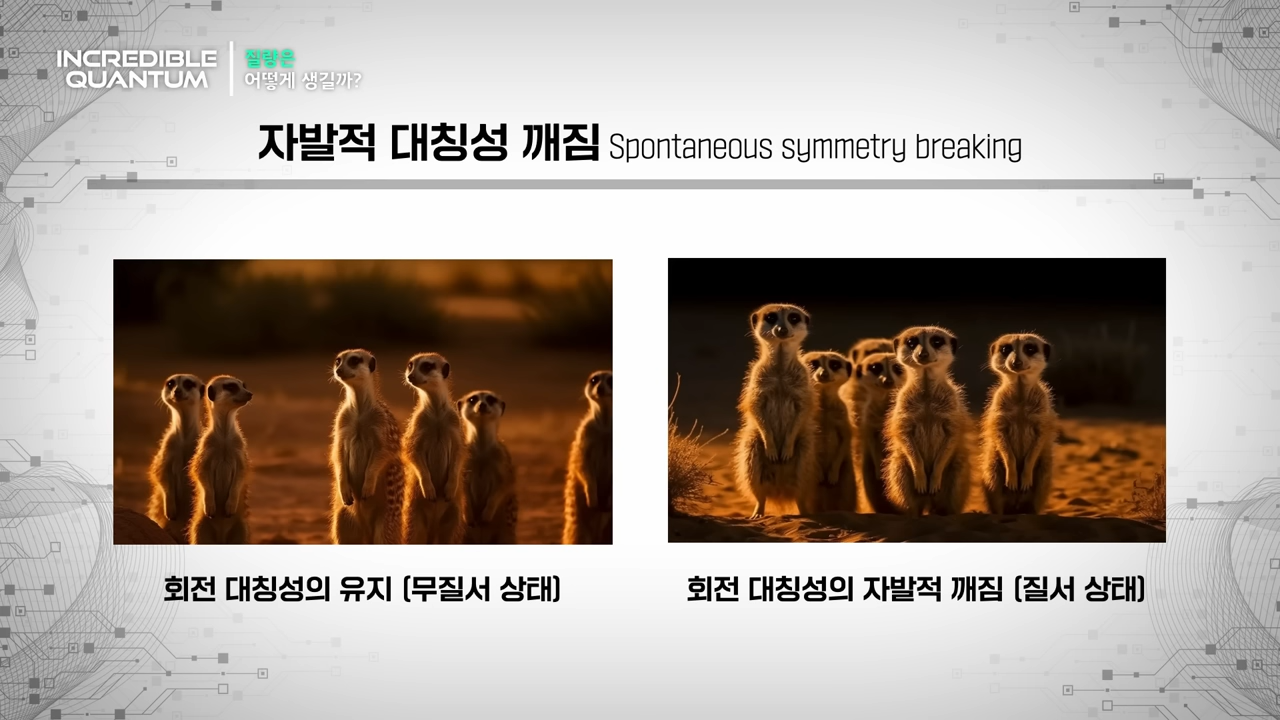 INCREDIBLE
QUANTUM
질량은
어떻게 생길까?
자발적 대칭성 깨짐 Spontaneous symmetry breaking
회전 대칭성의 유지 (무질서 상태)
회전 대칭성의 자발적 깨짐 (질서 상태)